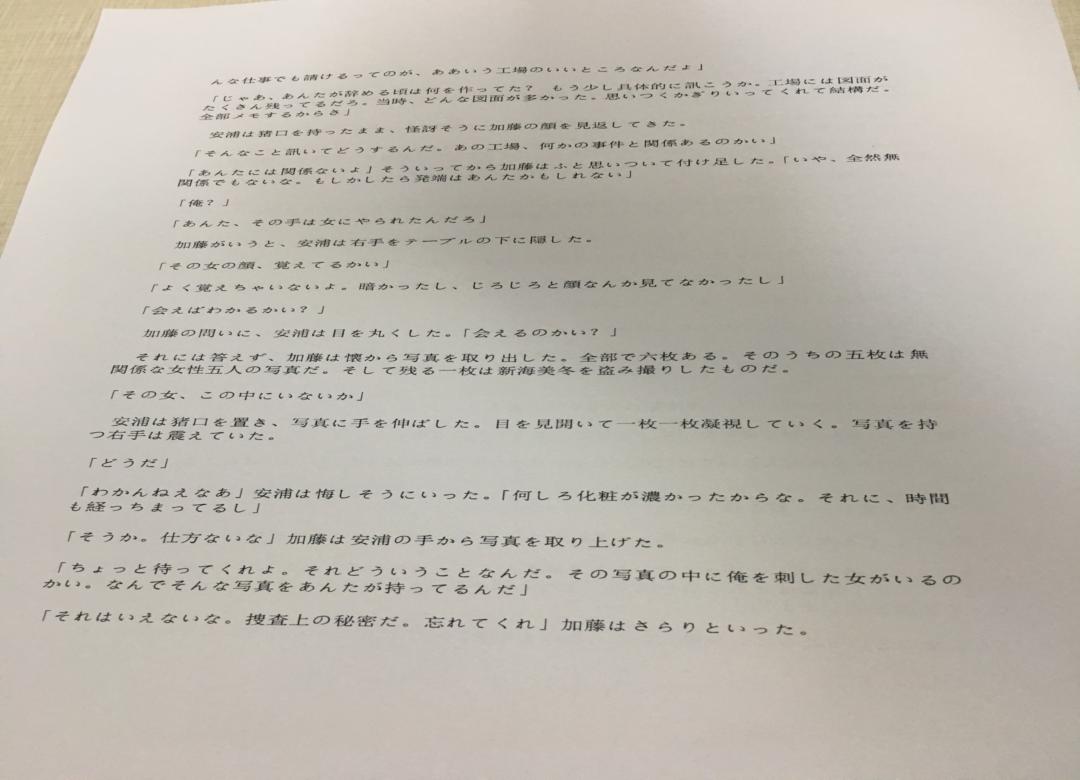 んな仕事でも請けるってのが、ああいう工場のいいところなんだよ」
「じゃあ、あんたが辞める頃は何を作ってた？　もう少し具体的に訊こうか。工場には図面が
たくさん残ってるだろ。当時、どんな図面が多かった。思いつくかぎりいってくれて結構だ。
全部メモするからさ」
安浦は猪口を持ったまま、怪訝そうに加藤の顔を見返してきた。
「そんなこと訊いてどうするんだ。あの工場、何かの事件と関係あるのかい」
「あんたには関係ないよ」そういってから加藤はふと思いついて付け足した。「いや、全然無
関係でもないな。もしかしたら発端はあんたかもしれない」
「俺？」
「あんた、その手は女にやられたんだろ」
加藤がいうと、安浦は右手をテーブルの下に隠した。
「その女の顔、覚えてるかい」
「よく覚えちゃいないよ。暗かったし、じろじろと顔なんか見てなかったし」
「会えばわかるかい？」
加藤の問いに、安浦は目を丸くした。「会えるのかい？」
それには答えず、加藤は懐から写真を取り出した。全部で六枚ある。そのうちの五枚は無
関係な女性五人の写真だ。そして残る一枚は新海美冬を盗み撮りしたものだ。
「その女、この中にいないか」
安浦は猪口を置き、写真に手を伸ばした。目を見開いて一枚一枚凝視していく。写真を持
つ右手は震えていた。
「どうだ」
「わかんねえなあ」安浦は悔しそうにいった。「何しろ化粧が濃かったからな。それに、時間
も経っちまってるし」
「そうか。仕方ないな」加藤は安浦の手から写真を取り上げた。
「ちょっと待ってくれよ。それどういうことなんだ。その写真の中に俺を刺した女がいるの
かい。なんでそんな写真をあんたが持ってるんだ」
「それはいえないな。捜査上の秘密だ。忘れてくれ」加藤はさらりといった。